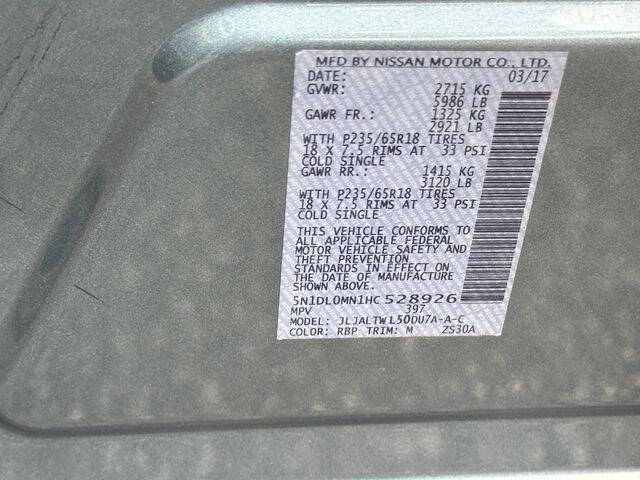 MFD BY NISSAN MOTOR CO., LTD.
DATE: 03/17
GVWR: 2715 KG
5986 LB
GAWR FR.: 1325 KG
2921 LB
WITH P235/65R18 TIRES
18 X 7.5 RIMS AT 33 PSI
COLD SINGLE
GAWR RR.: 1415 KG
3120 LB
WITH P235/65R18 TIRES
18 X 7.5 RIMS AT 33 PSI
COLD SINGLE
THIS VEHICLE CONFORMS TO
ALL APPLICABLE FEDERAL
MOTOR VEHICLE SAFETY AND
THEFT PREVENTION
STANDARDS IN EFFECT ON
THE DATE OF MANUFACTURE
SHOWN ABOVE.
5N1DL0MN1HC528926
MPV 397
MODEL: JLJALTWL50DU7A-A-C
COLOR: RBP TRIM: M ZS30A